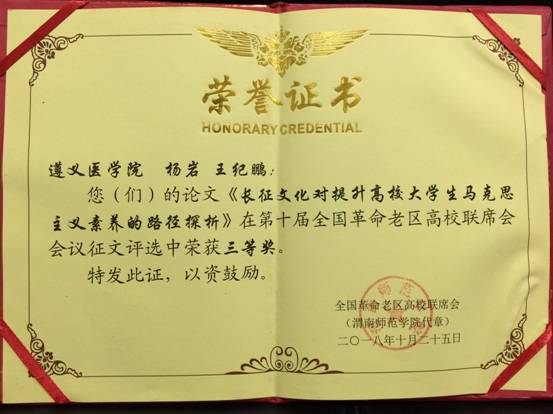 荣誉证书
HONORARY CREDENTIAL
遵义医学院 杨岩 王纪鹏：
您（们）的论文《长征文化对提升高校大学生马克思
主义素养的路径探析》在第十届全国革命老区高校联席会
会议征文评选中荣获三等奖。
特发此证，以资鼓励。
全国革命老区高校联席会
（渭南师范学院代章）
二〇一八年十月二十五日